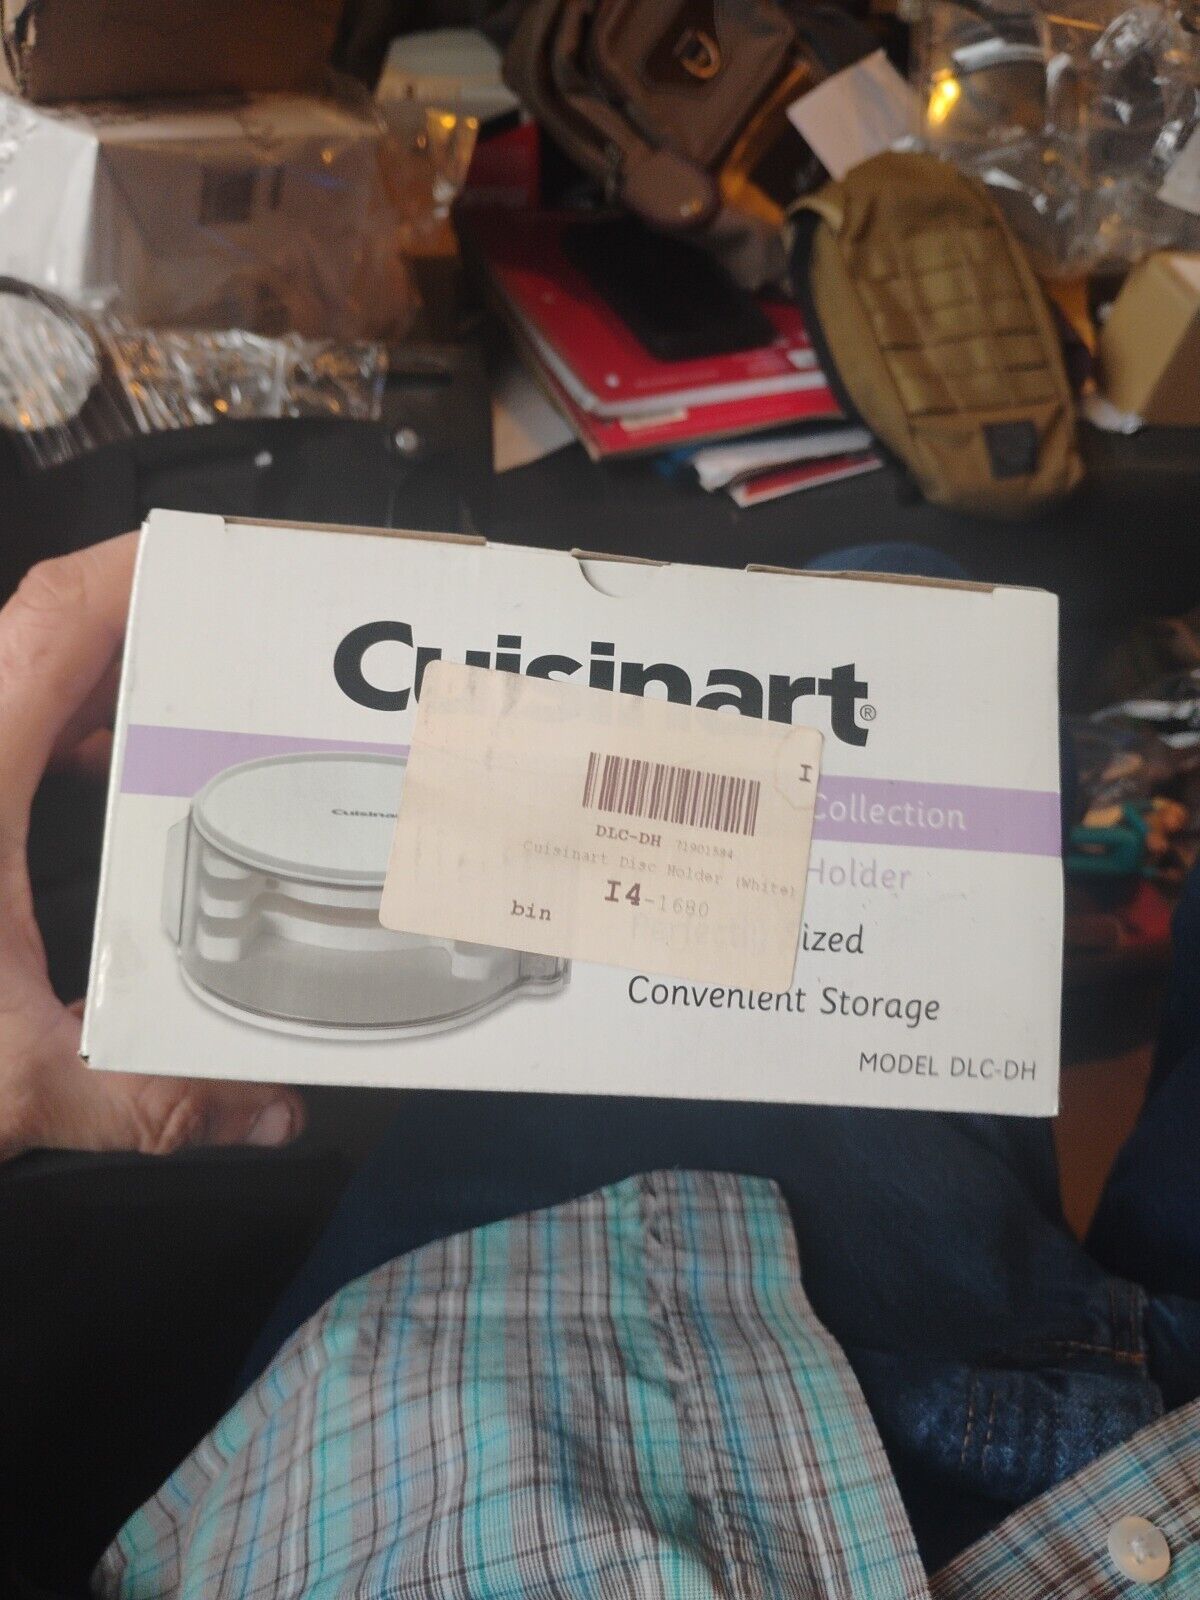 Cuisinart®
Collection
Holder
ized
Convenient Storage
MODEL DLC-DH
Cuisinart
I
DLC-DH 71901584
Cuisinart Disc Holder (White)
I4-1680
bin